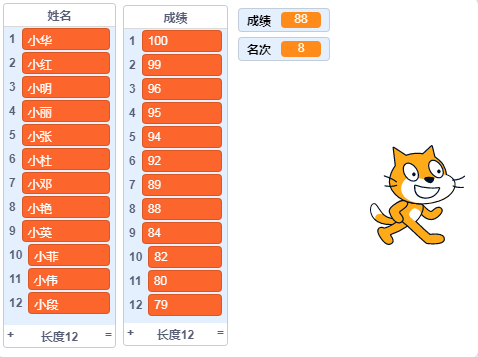 姓名
1 小华
2 小红
3 小明
4 小丽
5 小张
6 小杜
7 小邓
8 小艳
9 小英
10 小菲
11 小伟
12 小段
+ 长度12 =
成绩
1 100
2 99
3 96
4 95
5 94
6 92
7 89
8 88
9 84
10 82
11 80
12 79
+ 长度12 =
成绩 88
名次 8